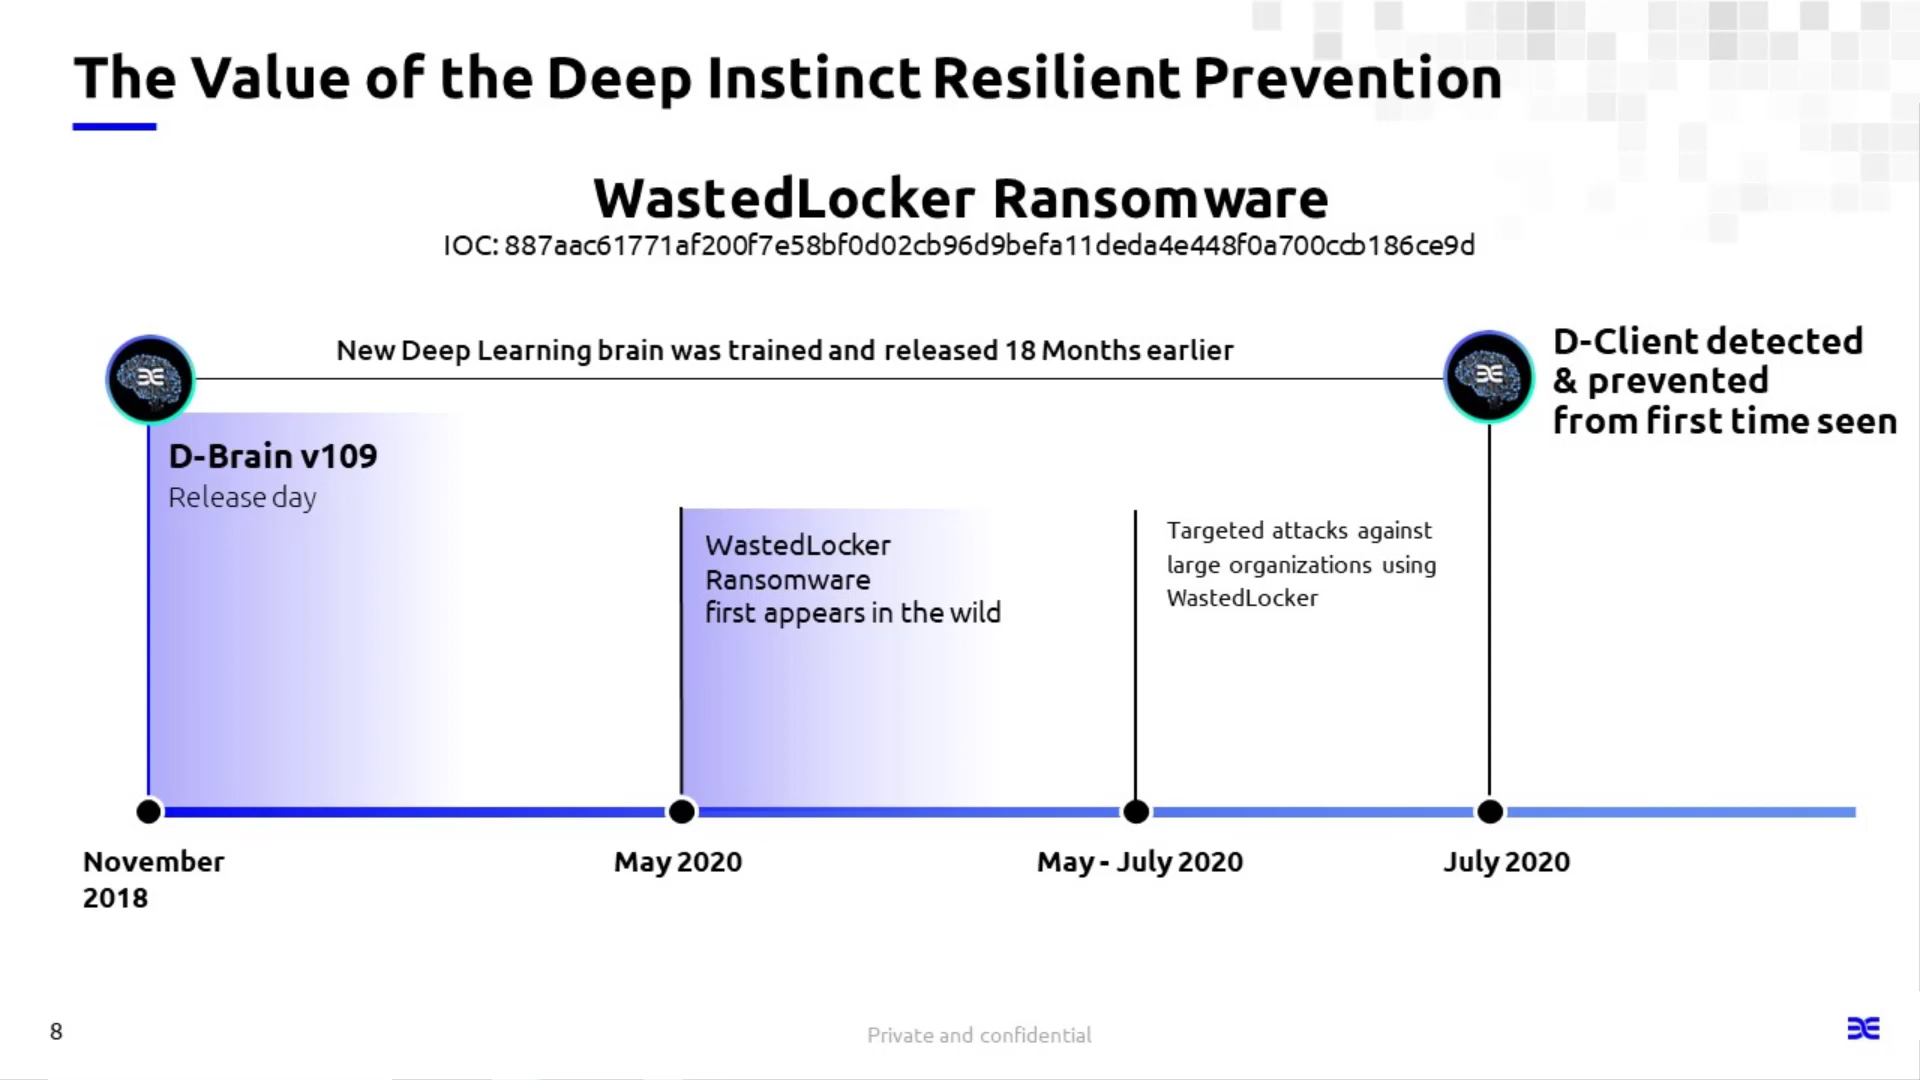 The Value of the Deep Instinct Resilient Prevention
WastedLocker Ransomware
IOC: 887aac61771af200f7e58bf0d02cb96d9befa11deda4e448f0a700ccb186ce9d
New Deep Learning brain was trained and released 18 Months earlier
D-Client detected
& prevented
from first time seen
D-Brain v109
Release day
WastedLocker
Ransomware
first appears in the wild
Targeted attacks against
large organizations using
WastedLocker
November
2018
May 2020
May - July 2020
July 2020
8
Private and confidential